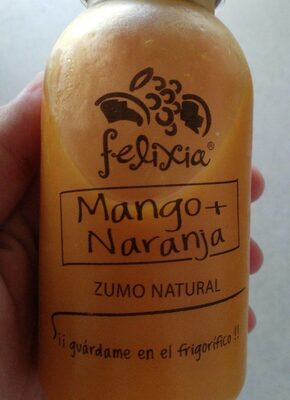 felixia®
Mango+
Naranja
ZUMO NATURAL
¡¡ guárdame en el frigorífico !!